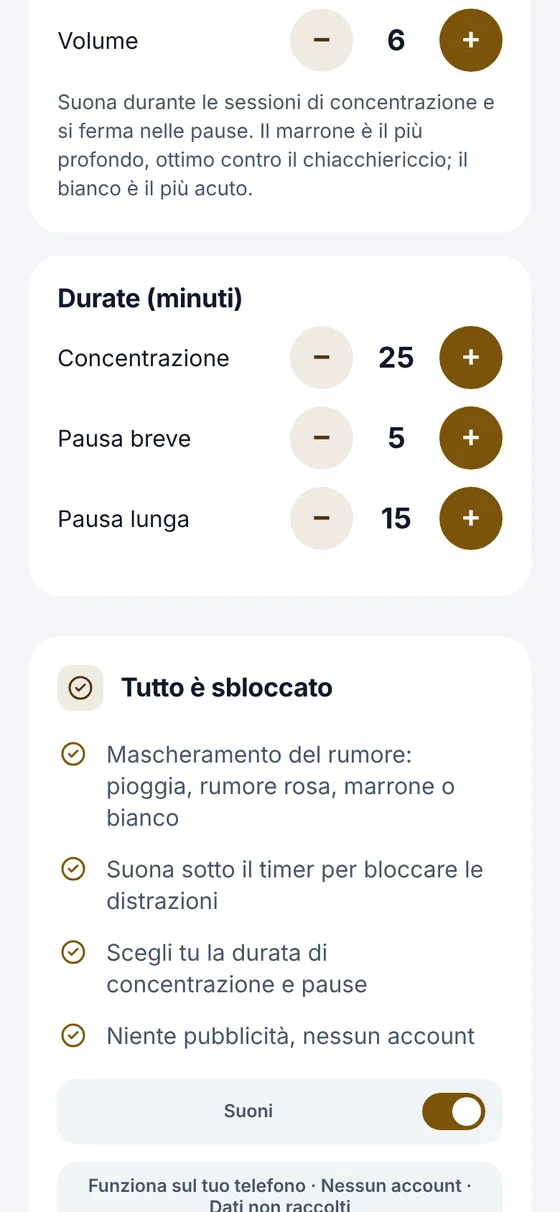 Volume − 6 +
Suona durante le sessioni di concentrazione e
si ferma nelle pause. Il marrone è il più
profondo, ottimo contro il chiacchiericcio; il
bianco è il più acuto.
Durate (minuti)
Concentrazione − 25 +
Pausa breve − 5 +
Pausa lunga − 15 +
Tutto è sbloccato
Mascheramento del rumore:
pioggia, rumore rosa, marrone o
bianco
Suona sotto il timer per bloccare le
distrazioni
Scegli tu la durata di
concentrazione e pause
Niente pubblicità, nessun account
Suoni
Funziona sul tuo telefono · Nessun account ·
Dati non raccolti